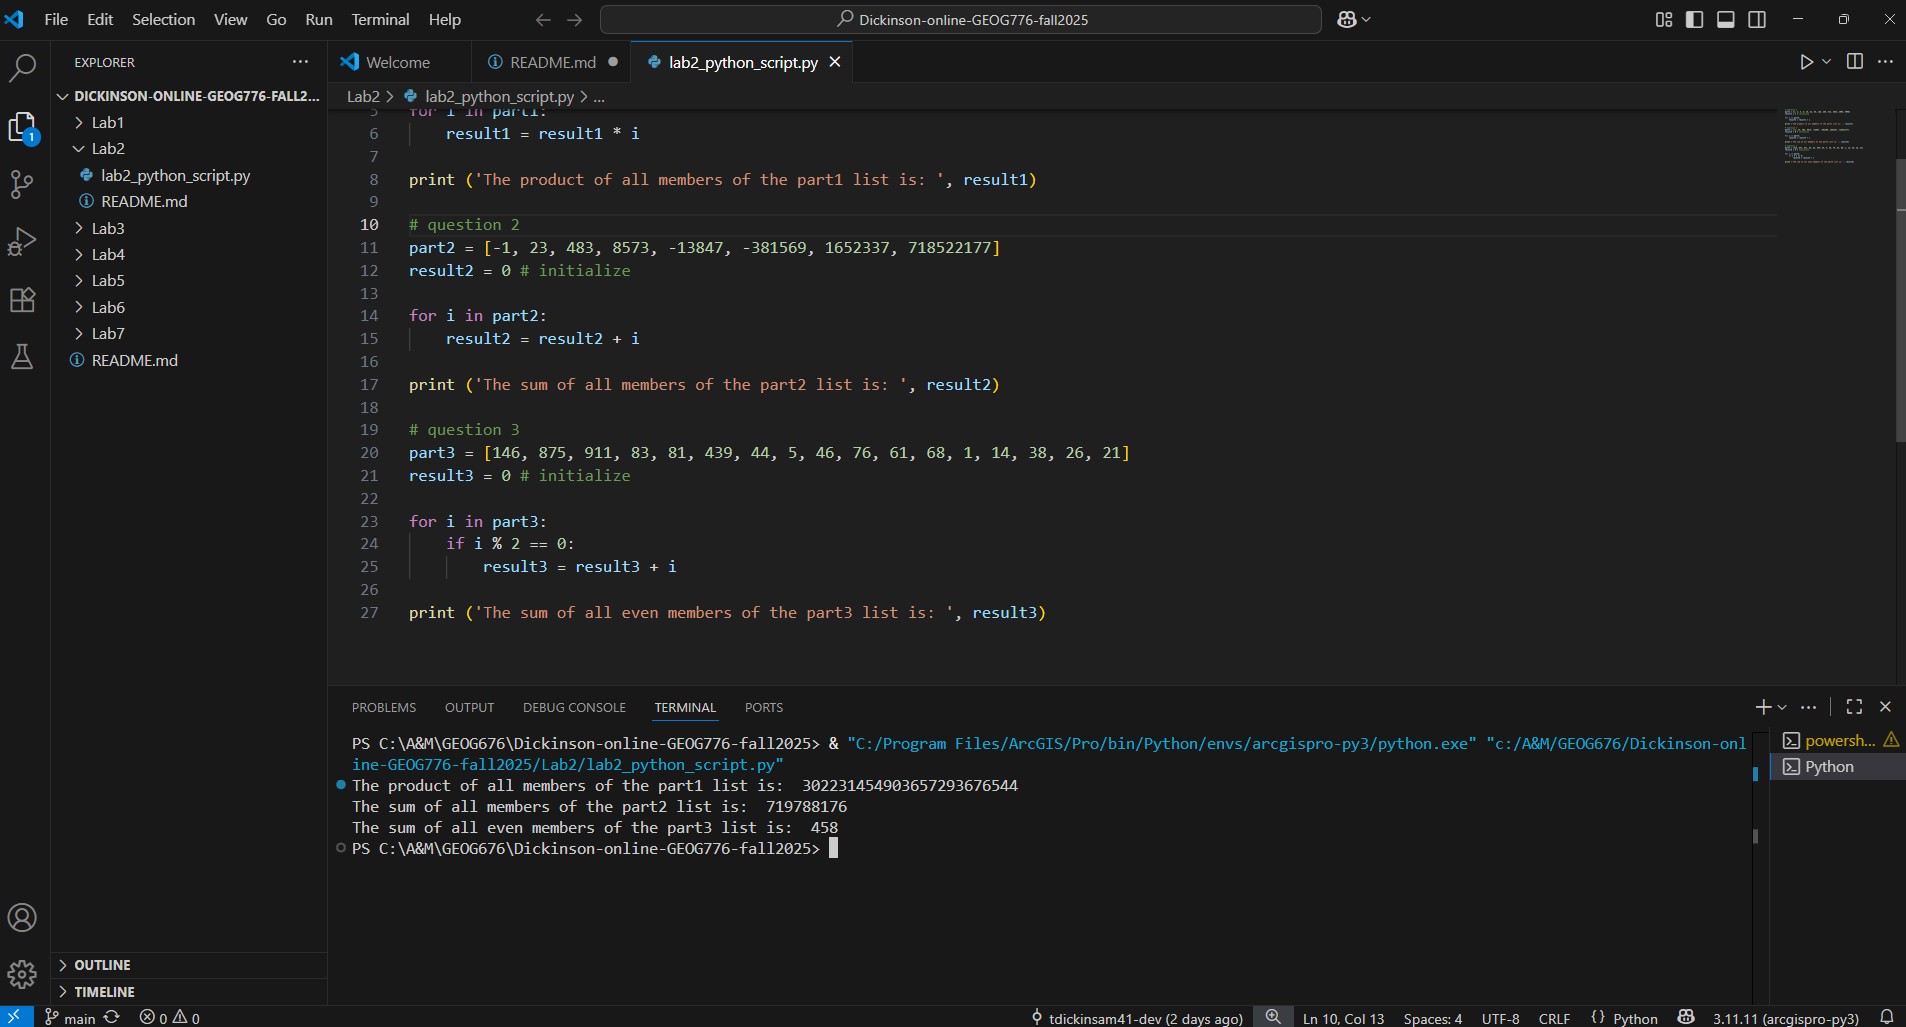 File Edit Selection View Go Run Terminal Help Dickinson-online-GEOG776-fall2025
EXPLORER
DICKINSON-ONLINE-GEOG776-FALL2...
Lab1
Lab2
lab2_python_script.py
README.md
Lab3
Lab4
Lab5
Lab6
Lab7
README.md
OUTLINE
TIMELINE
1
Welcome README.md lab2_python_script.py
Lab2 > lab2_python_script.py > ...
5 for i in part1:
6 result1 = result1 * i
7
8 print ('The product of all members of the part1 list is: ', result1)
9
10 # question 2
11 part2 = [-1, 23, 483, 8573, -13847, -381569, 1652337, 718522177]
12 result2 = 0 # initialize
13
14 for i in part2:
15 result2 = result2 + i
16
17 print ('The sum of all members of the part2 list is: ', result2)
18
19 # question 3
20 part3 = [146, 875, 911, 83, 81, 439, 44, 5, 46, 76, 61, 68, 1, 14, 38, 26, 21]
21 result3 = 0 # initialize
22
23 for i in part3:
24 if i % 2 == 0:
25 result3 = result3 + i
26
27 print ('The sum of all even members of the part3 list is: ', result3)
PROBLEMS OUTPUT DEBUG CONSOLE TERMINAL PORTS
PS C:\A&M\GEOG676\Dickinson-online-GEOG776-fall2025> & "C:/Program Files/ArcGIS/Pro/bin/Python/envs/arcgispro-py3/python.exe" "c:/A&M/GEOG676/Dickinson-onl
ine-GEOG776-fall2025/Lab2/lab2_python_script.py"
The product of all members of the part1 list is:  302231454903657293676544
The sum of all members of the part2 list is:  719788176
The sum of all even members of the part3 list is:  458
PS C:\A&M\GEOG676\Dickinson-online-GEOG776-fall2025>
powersh...
Python
main 0 0 tdickinsam41-dev (2 days ago) Ln 10, Col 13 Spaces: 4 UTF-8 CRLF {} Python 3.11.11 (arcgispro-py3)